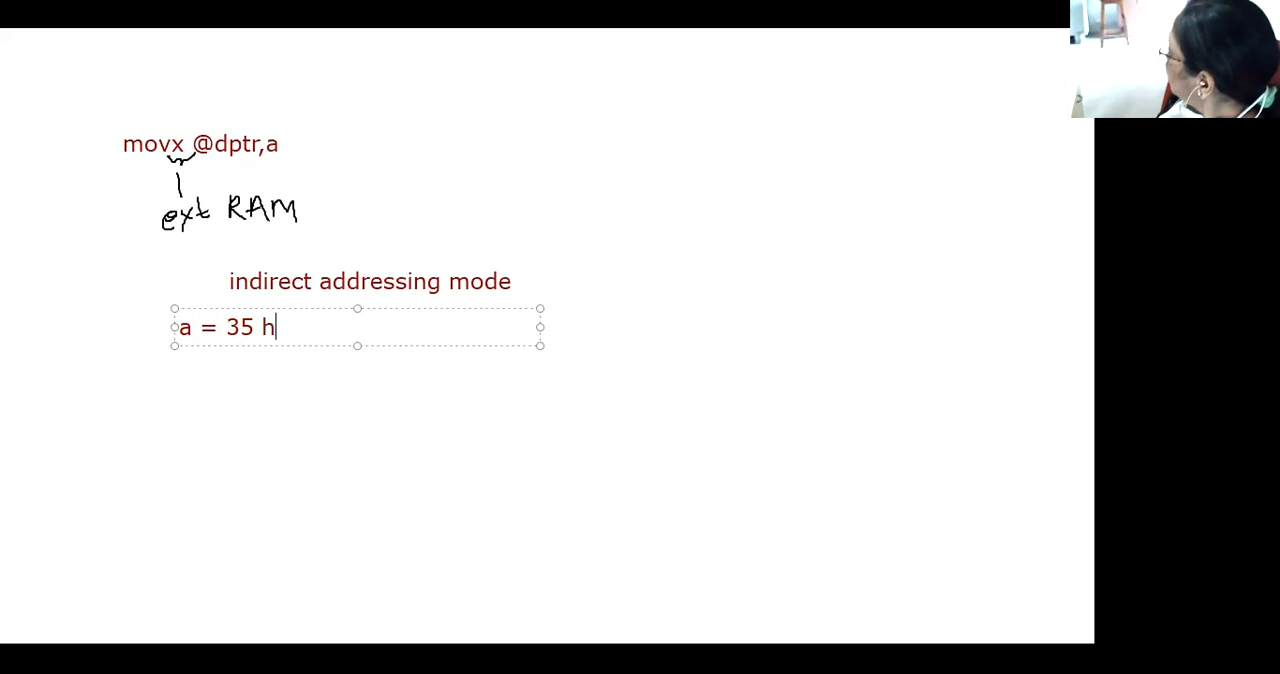 movx @dptr,a
ext RAM
indirect addressing mode
a = 35 h